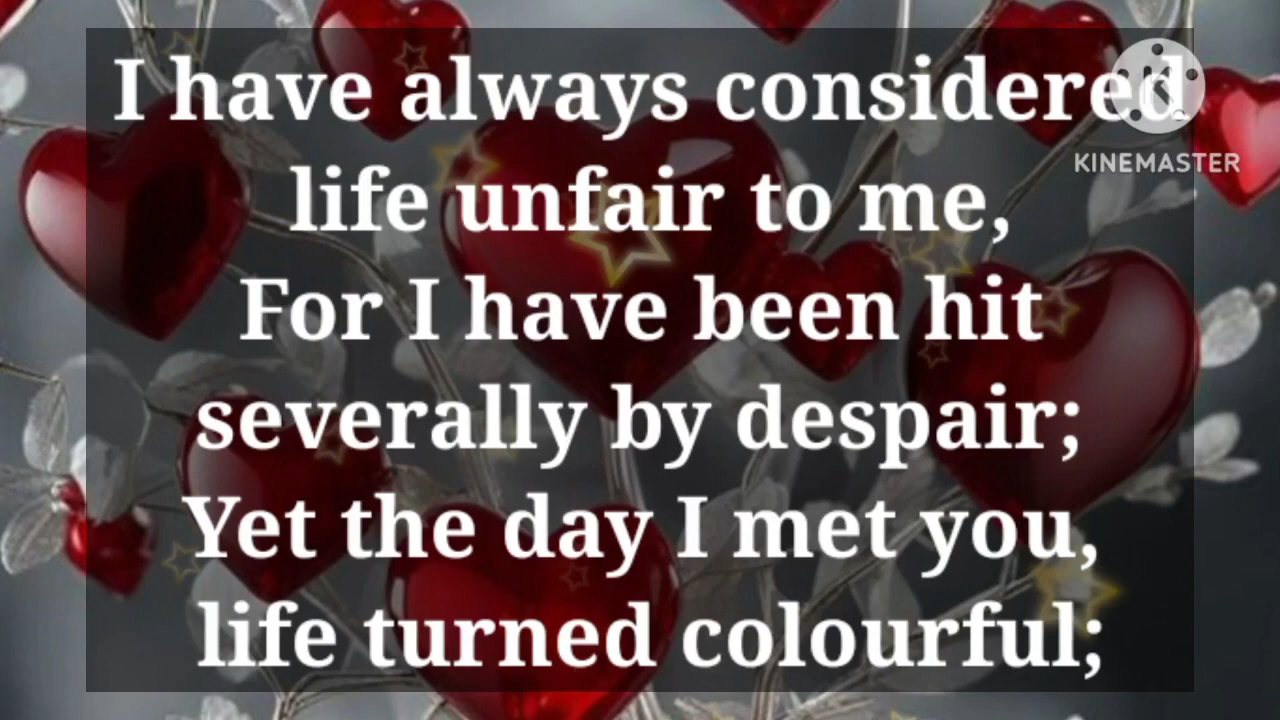 I have always considered
KINEMASTER
life unfair to me,
For I have been hit
severally by despair;
Yet the day I met you,
life turned colourful;